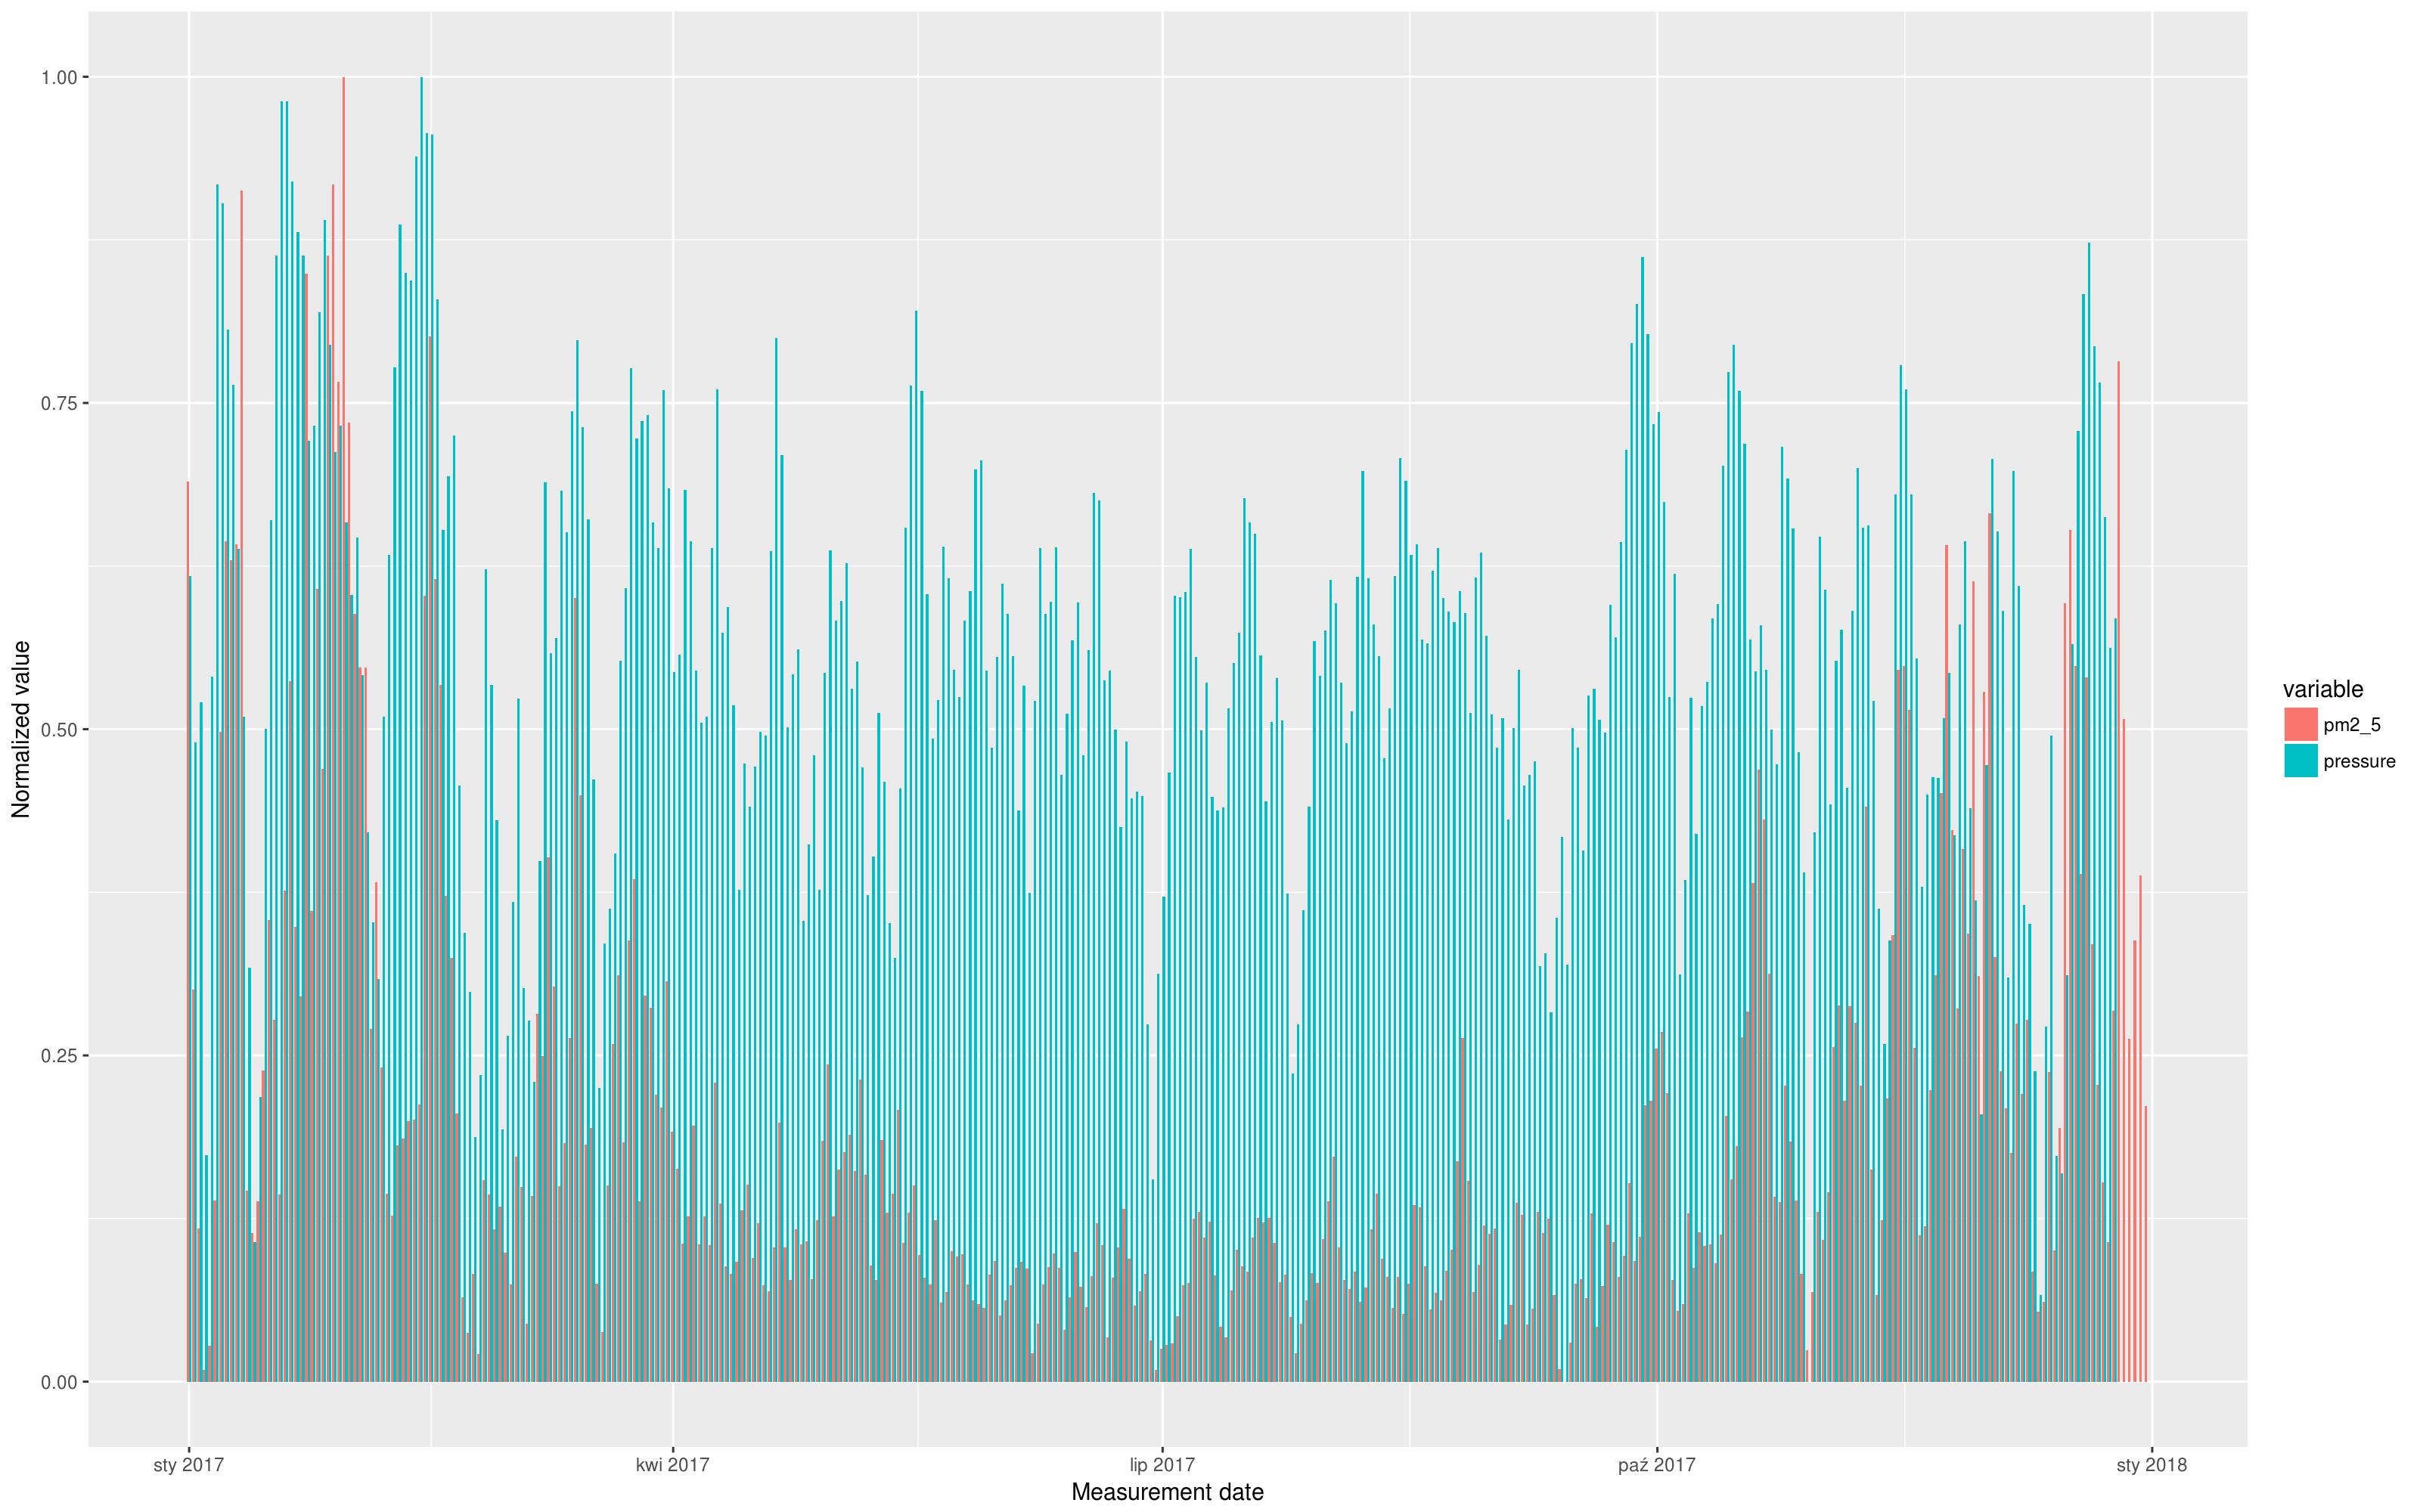 1.00
0.75
0.50
0.25
0.00
Normalized value
sty 2017
kwi 2017
lip 2017
paź 2017
sty 2018
Measurement date
variable
pm2_5
pressure